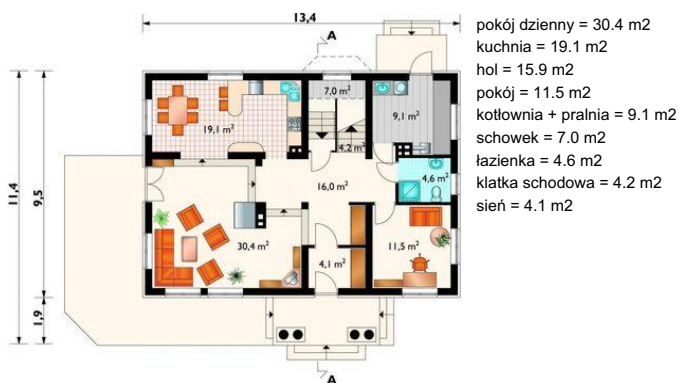 13,4
A
pokój dzienny = 30.4 m2
kuchnia = 19.1 m2
hol = 15.9 m2
pokój = 11.5 m2
kotłownia + pralnia = 9.1 m2
schowek = 7.0 m2
łazienka = 4.6 m2
klatka schodowa = 4.2 m2
sień = 4.1 m2
7,0 m²
9,1 m²
19,1 m²
4,2 m²
4,6 m²
16,0 m²
11,4
9,5
30,4 m²
11,5 m²
4,1 m²
1,9
A